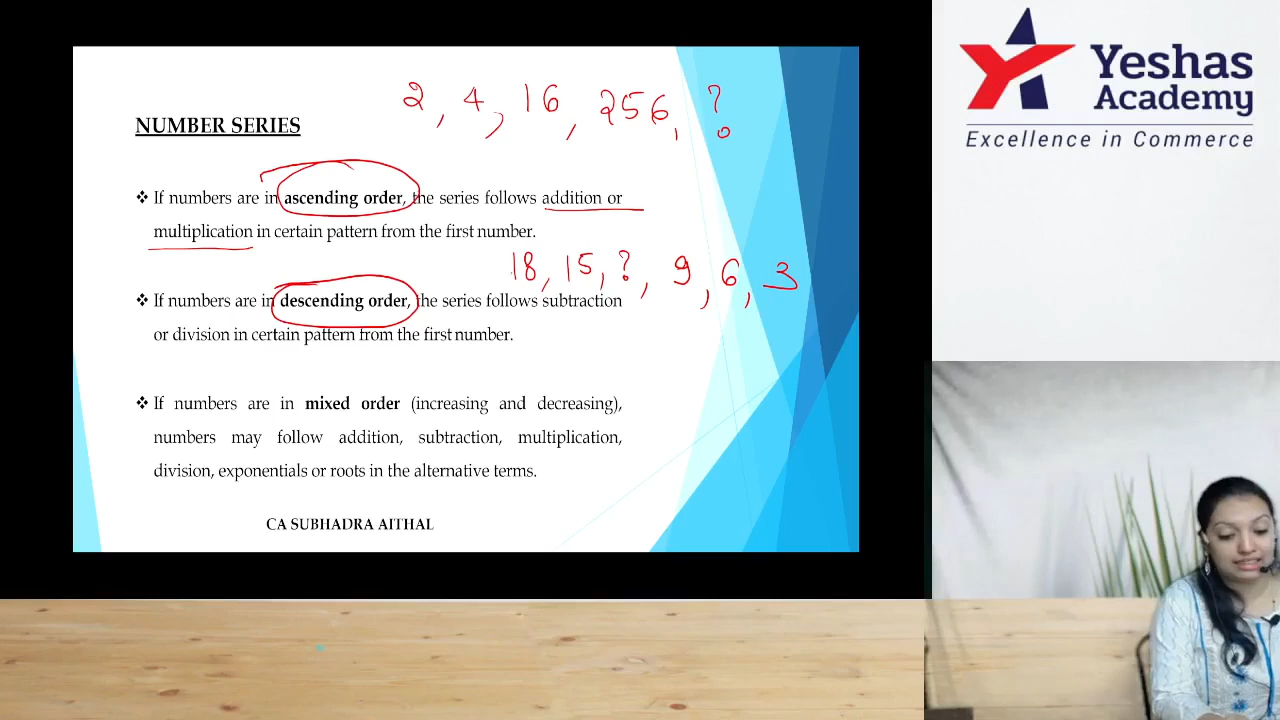 2, 4, 16, 256, ?
NUMBER SERIES
❖ If numbers are in ascending order, the series follows addition or
multiplication in certain pattern from the first number.
18, 15, ?, 9, 6, 3
❖ If numbers are in descending order, the series follows subtraction
or division in certain pattern from the first number.
❖ If numbers are in mixed order (increasing and decreasing),
numbers may follow addition, subtraction, multiplication,
division, exponentials or roots in the alternative terms.
CA SUBHADRA AITHAL
Yeshas
Academy
Excellence in Commerce